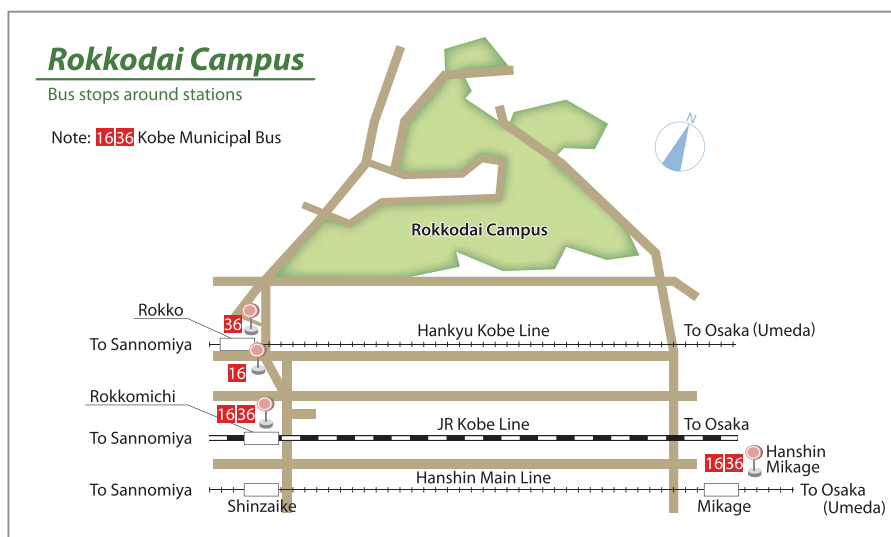 Rokkodai Campus
Bus stops around stations
Note: 16 36 Kobe Municipal Bus
N
Rokkodai Campus
Rokko
36
Hankyu Kobe Line
To Osaka (Umeda)
To Sannomiya
16
Rokkomichi
16 36
JR Kobe Line
To Osaka
To Sannomiya
16 36
Hanshin
Mikage
Hanshin Main Line
To Sannomiya
To Osaka
(Umeda)
Shinzaike
Mikage